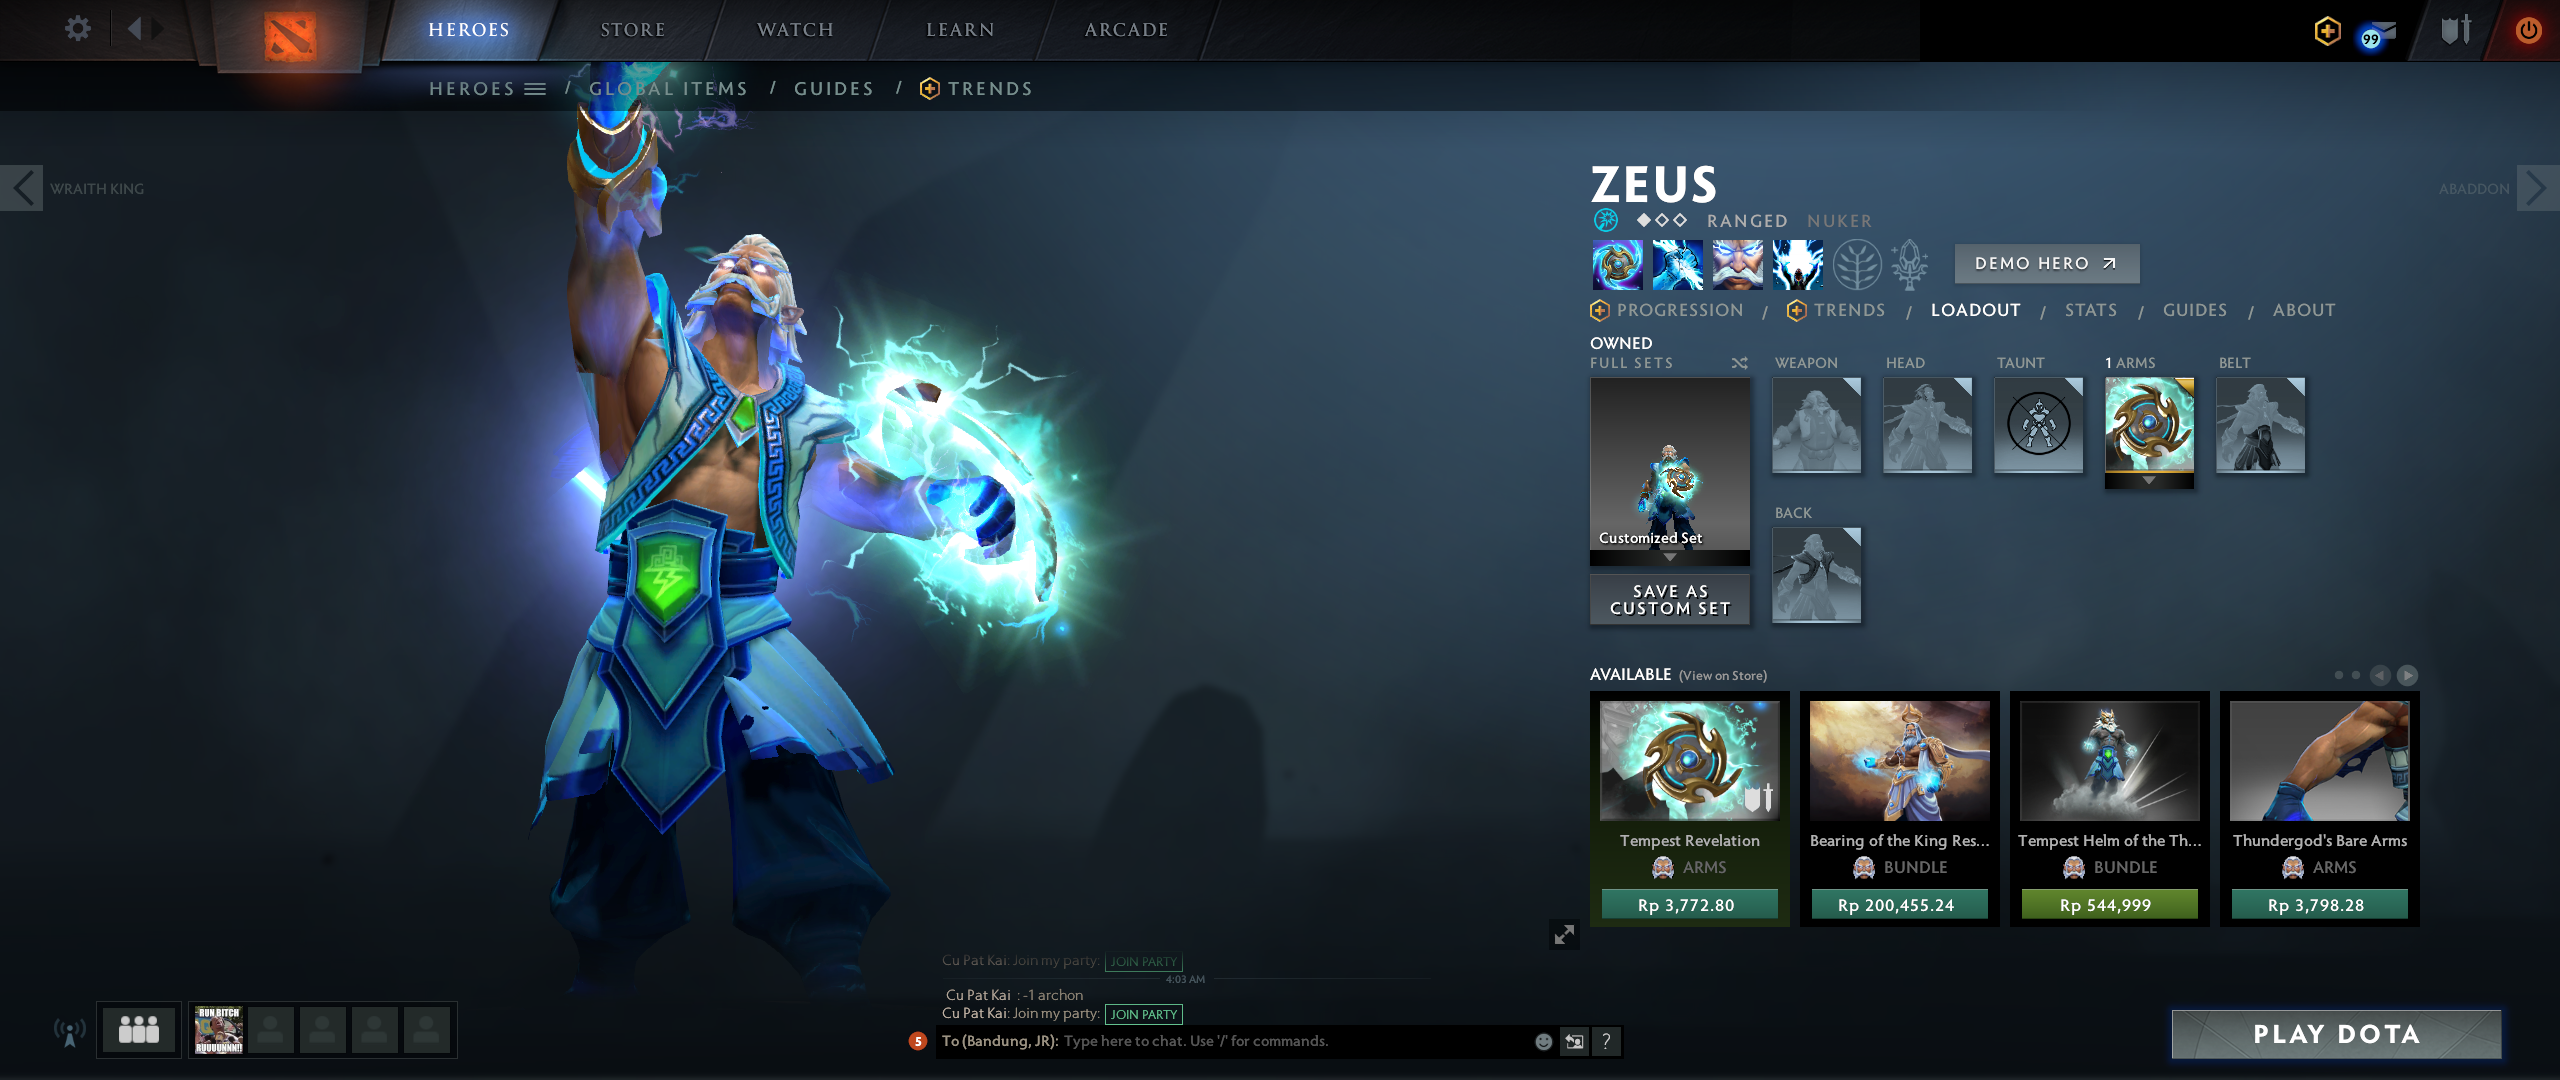 HEROES
STORE
WATCH
LEARN
ARCADE
99
HEROES / GLOBAL ITEMS / GUIDES / TRENDS
WRAITH KING
ABADDON
ZEUS
RANGED NUKER
DEMO HERO
PROGRESSION / TRENDS / LOADOUT / STATS / GUIDES / ABOUT
OWNED
FULL SETS
WEAPON
HEAD
TAUNT
1 ARMS
BELT
Customized Set
SAVE AS
CUSTOM SET
BACK
AVAILABLE (View on Store)
Tempest Revelation
ARMS
Rp 3,772.80
Bearing of the King Res...
BUNDLE
Rp 200,455.24
Tempest Helm of the Th...
BUNDLE
Rp 544,999
Thundergod's Bare Arms
ARMS
Rp 3,798.28
Cu Pat Kai: Join my party: JOIN PARTY
4:03 AM
Cu Pat Kai : -1 archon
Cu Pat Kai: Join my party: JOIN PARTY
5
To (Bandung, JR): Type here to chat. Use '/' for commands.
?
RUN BITCH
RUUUUNNN!!
PLAY DOTA